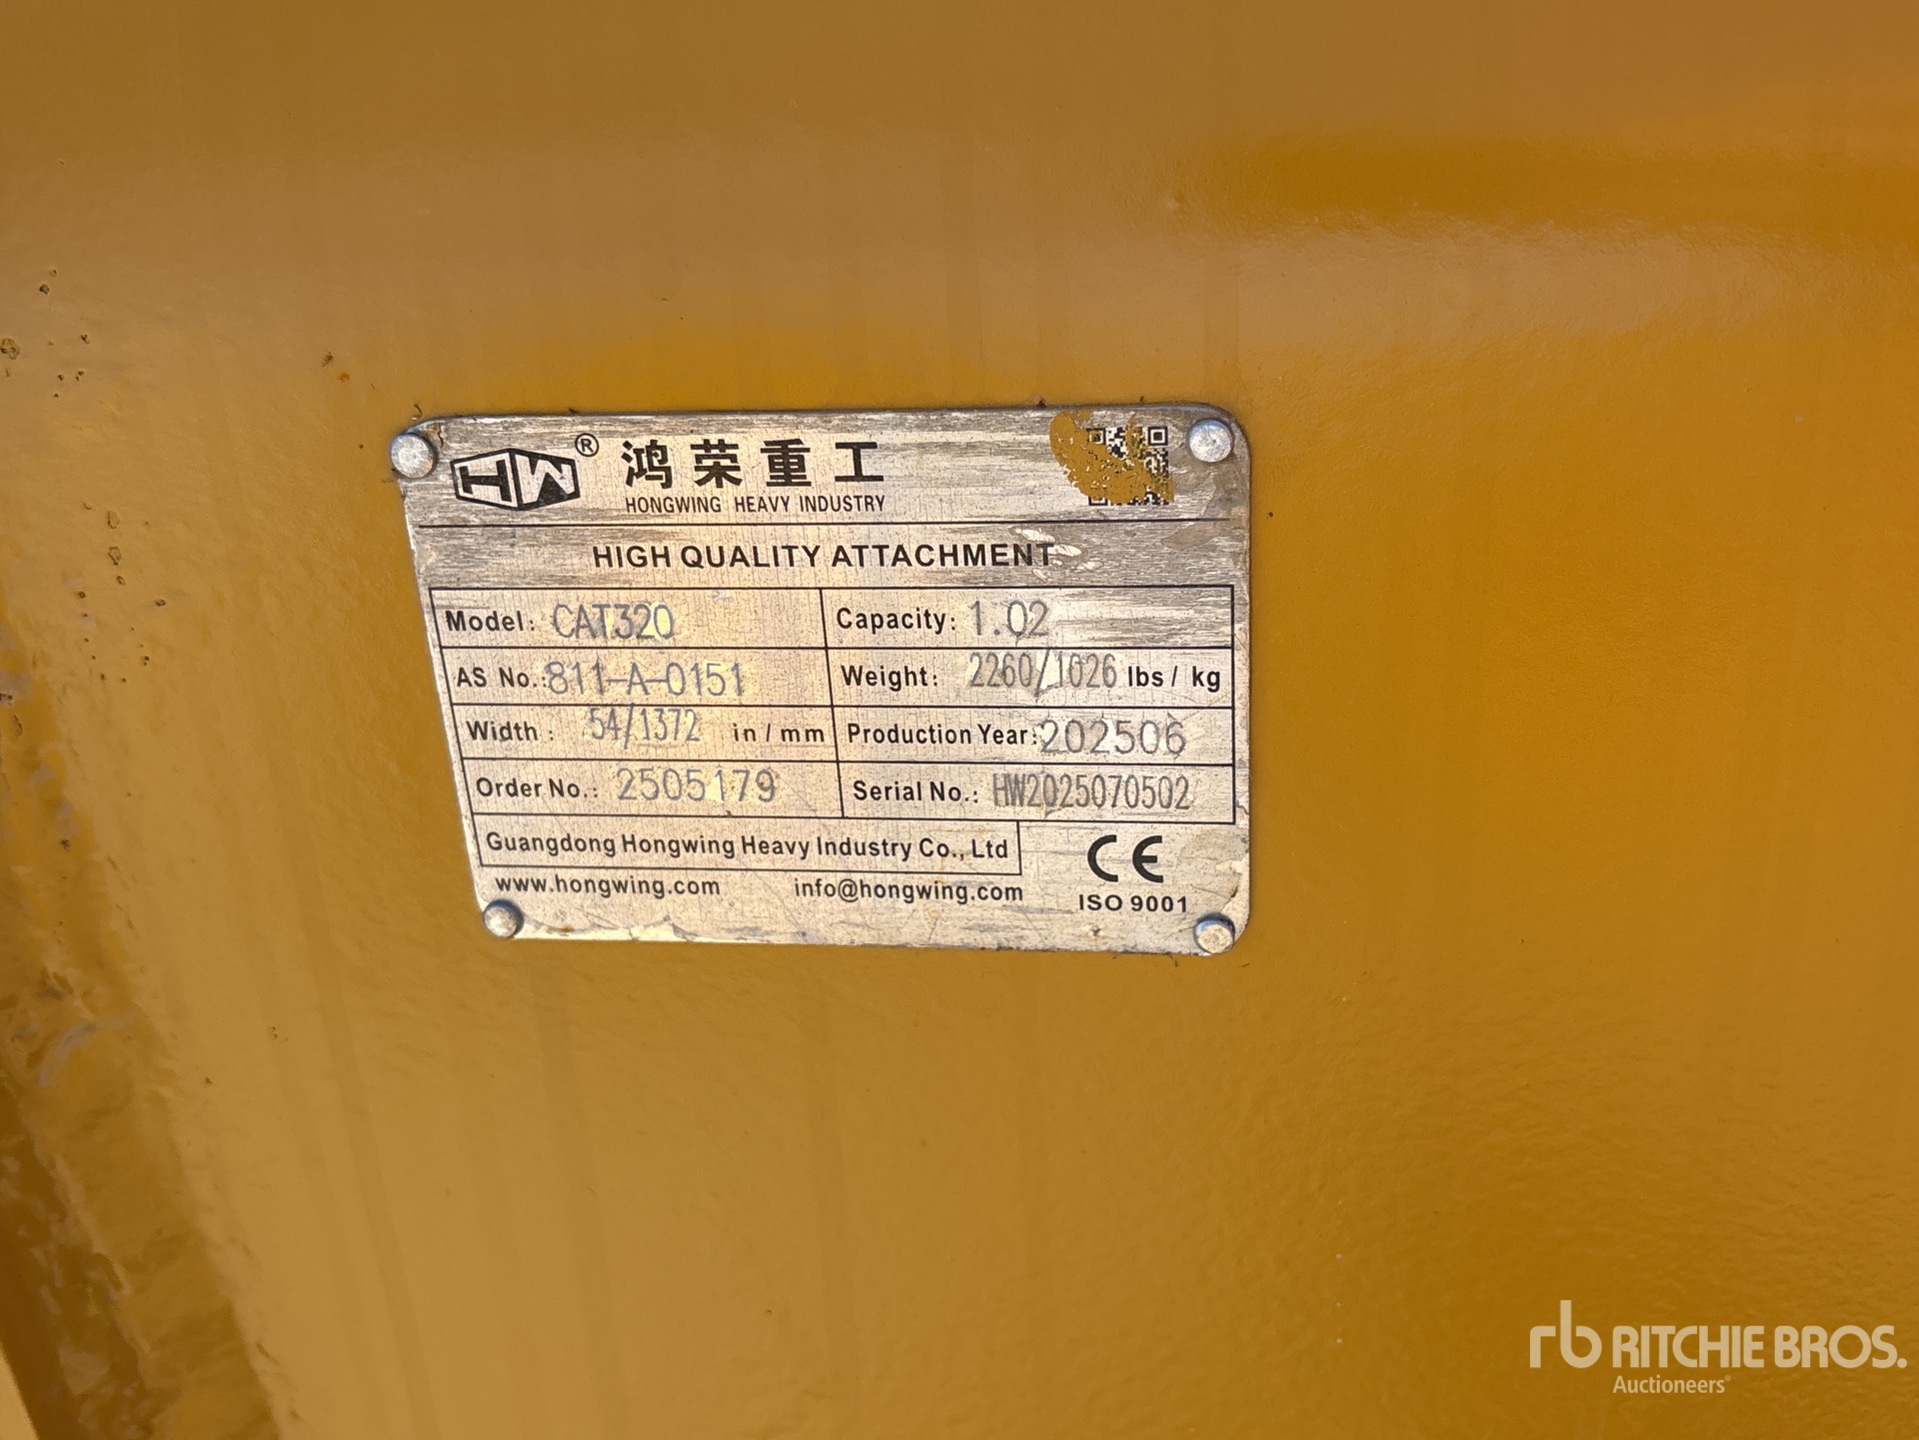 HW® 鸿荣重工
HONGWING HEAVY INDUSTRY
HIGH QUALITY ATTACHMENT
Model: CAT320 Capacity: 1.02
AS No.: 811-A-0151 Weight: 2260/1026 lbs / kg
Width: 54/1372 in / mm Production Year: 202506
Order No.: 2505179 Serial No.: HW2025070502
Guangdong Hongwing Heavy Industry Co., Ltd
www.hongwing.com info@hongwing.com
CE
ISO 9001
rb RITCHIE BROS.
Auctioneers®